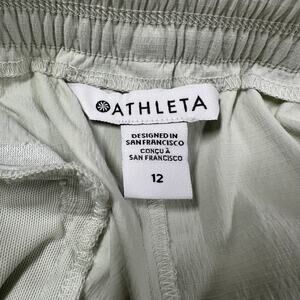 ATHLETA
DESIGNED IN
SAN FRANCISCO
CONÇU À
SAN FRANCISCO
12